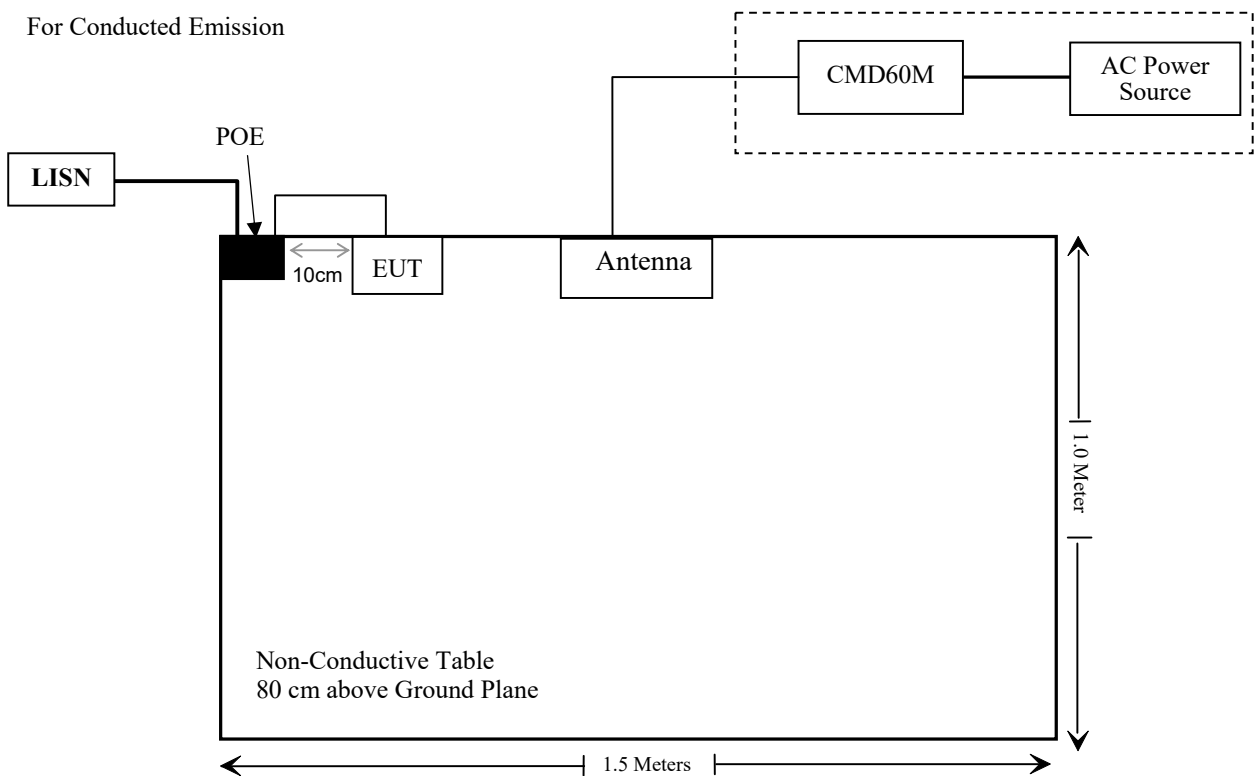 For Conducted Emission
CMD60M
AC Power
Source
POE
LISN
10cm
EUT
Antenna
1.0 Meter
Non-Conductive Table
80 cm above Ground Plane
1.5 Meters